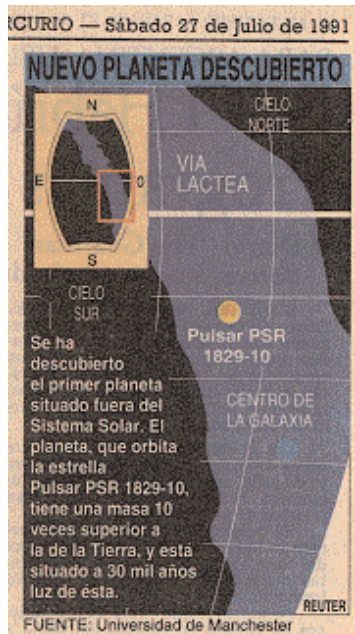 RCURIO — Sábado 27 de Julio de 1991
NUEVO PLANETA DESCUBIERTO
N
E
O
S
CIELO
NORTE
VIA
LACTEA
CIELO
SUR
Pulsar PSR
1829-10
CENTRO DE
LA GALAXIA
Se ha
descubierto
el primer planeta
situado fuera del
Sistema Solar. El
planeta, que orbita
la estrella
Pulsar PSR 1829-10,
tiene una masa 10
veces superior a
la de la Tierra, y está
situado a 30 mil años
luz de ésta.
REUTER
FUENTE: Universidad de Manchester